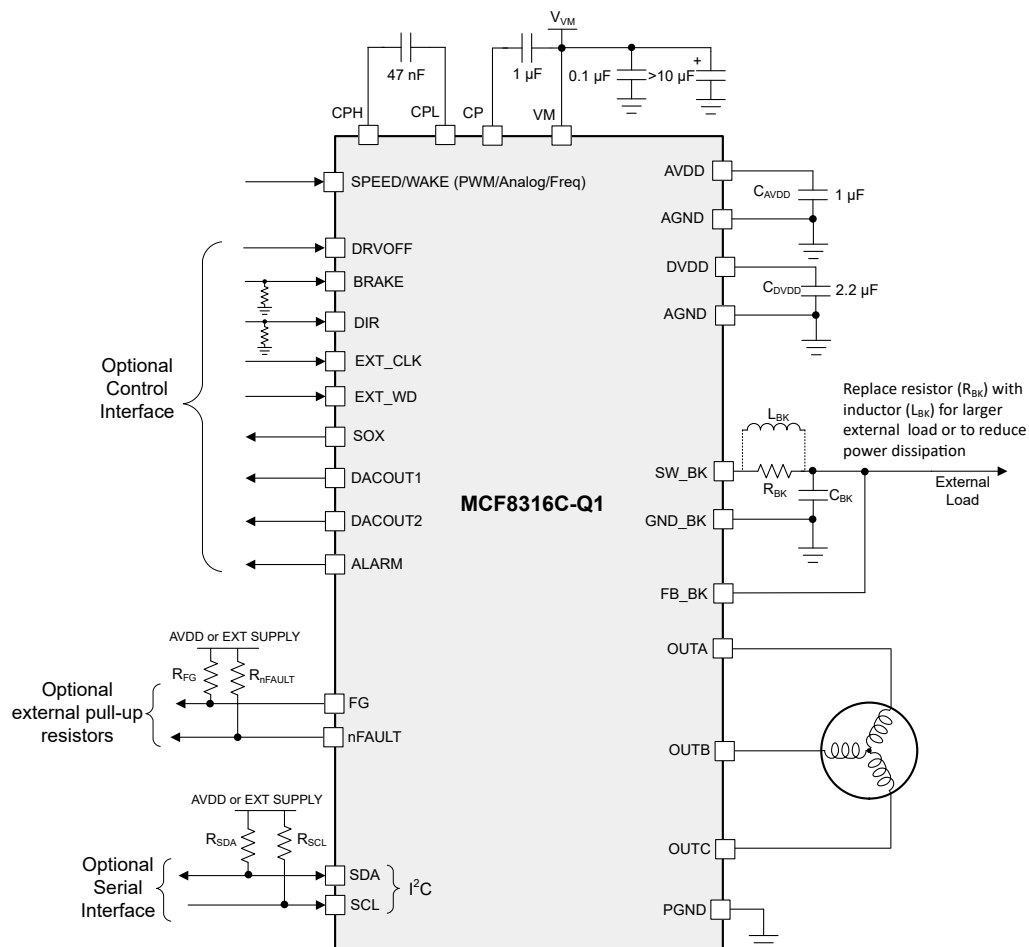 V_VM
47 nF
1 µF
0.1 µF
>10 µF
+
CPH
CPL
CP
VM
SPEED/WAKE (PWM/Analog/Freq)
DRVOFF
BRAKE
DIR
EXT_CLK
EXT_WD
SOX
DACOUT1
DACOUT2
ALARM
Optional
Control
Interface
AVDD or EXT SUPPLY
R_FG
R_nFAULT
FG
nFAULT
Optional
external pull-up
resistors
AVDD or EXT SUPPLY
R_SDA
R_SCL
SDA
SCL
I²C
Optional
Serial
Interface
MCF8316C-Q1
AVDD
C_AVDD
1 µF
AGND
DVDD
C_DVDD
2.2 µF
AGND
Replace resistor (R_BK) with
inductor (L_BK) for larger
external load or to reduce
power dissipation
L_BK
SW_BK
R_BK
C_BK
External
Load
GND_BK
FB_BK
OUTA
OUTB
OUTC
PGND